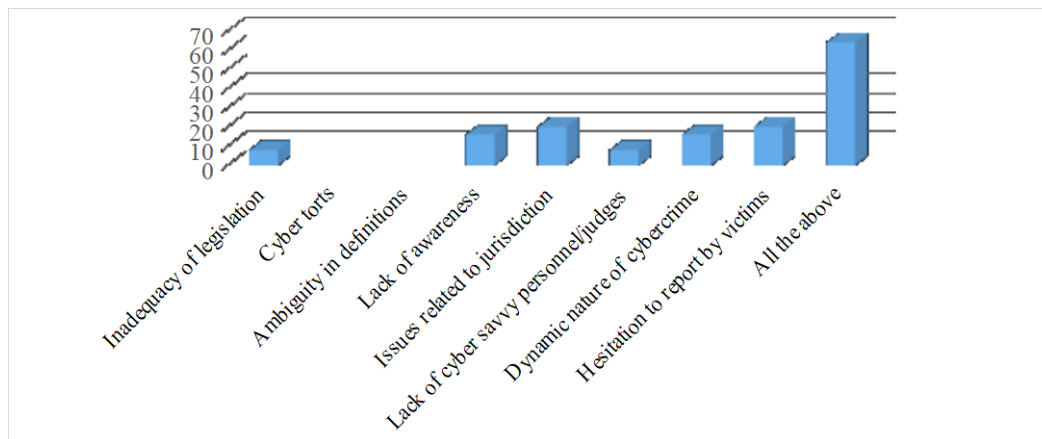 70
60
50
40
30
20
10
0
Inadequacy of legislation
Cyber torts
Ambiguity in definitions
Lack of awareness
Issues related to jurisdiction
Lack of cyber savvy personnel/judges
Dynamic nature of cybercrime
Hesitation to report by victims
All the above